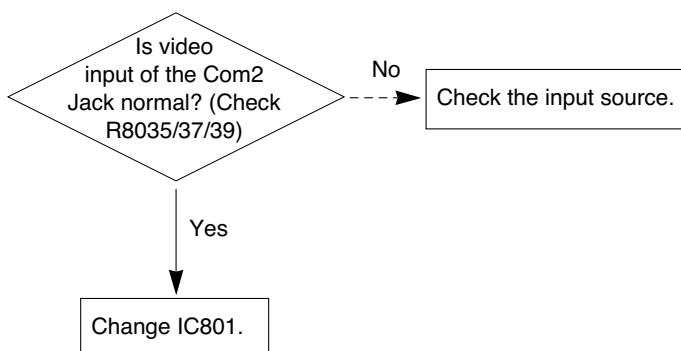 Is video
input of the Com2
Jack normal? (Check
R8035/37/39)
No
Check the input source.
Yes
Change IC801.